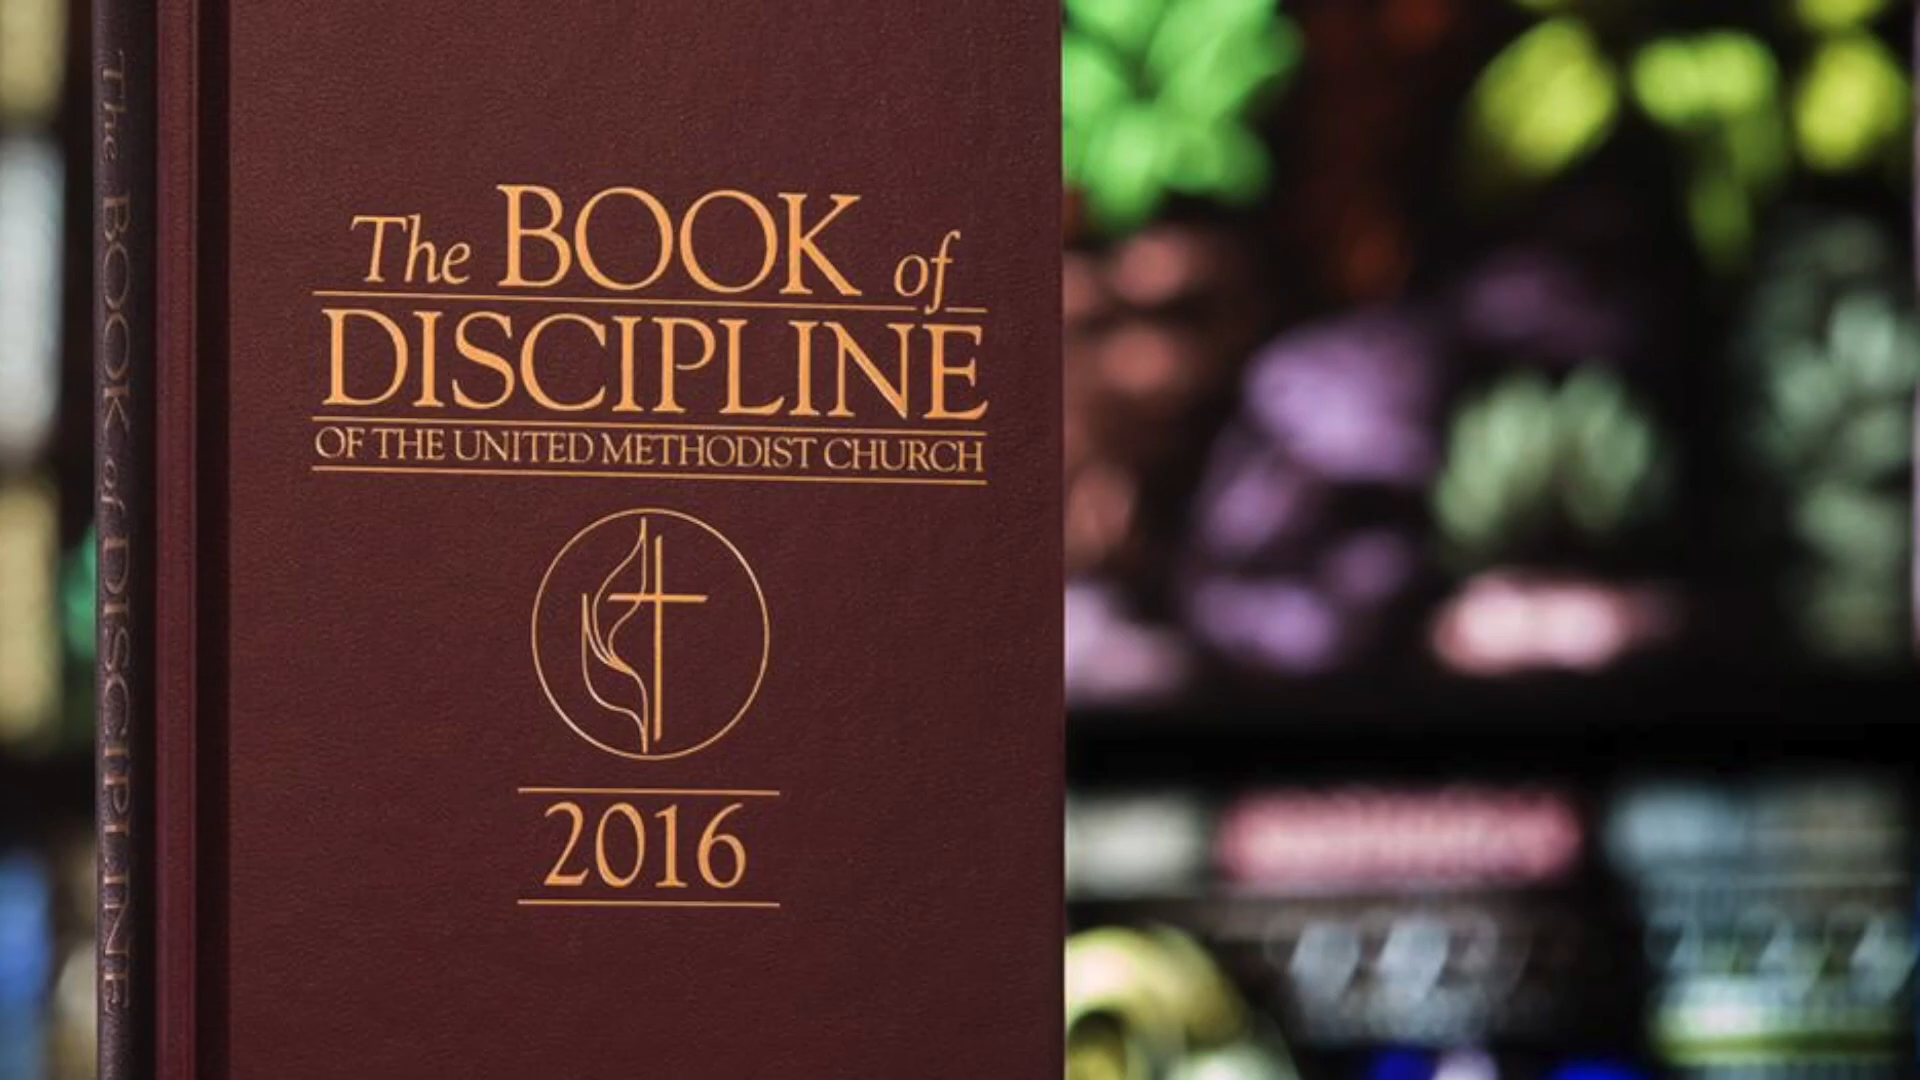 The BOOK of DISCIPLINE
The BOOK of
DISCIPLINE
OF THE UNITED METHODIST CHURCH
2016